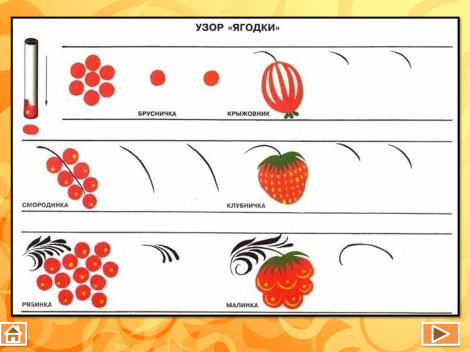 УЗОР «ЯГОДКИ»
БРУСНИЧКА
КРЫЖОВНИК
СМОРОДИНКА
КЛУБНИЧКА
РЯБИНКА
МАЛИНКА